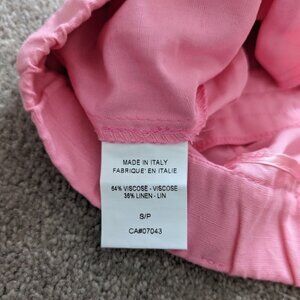 MADE IN ITALY
FABRIQUE' EN ITALIE
64% VISCOSE - VISCOSE
36% LINEN - LIN
S/P
CA#07043